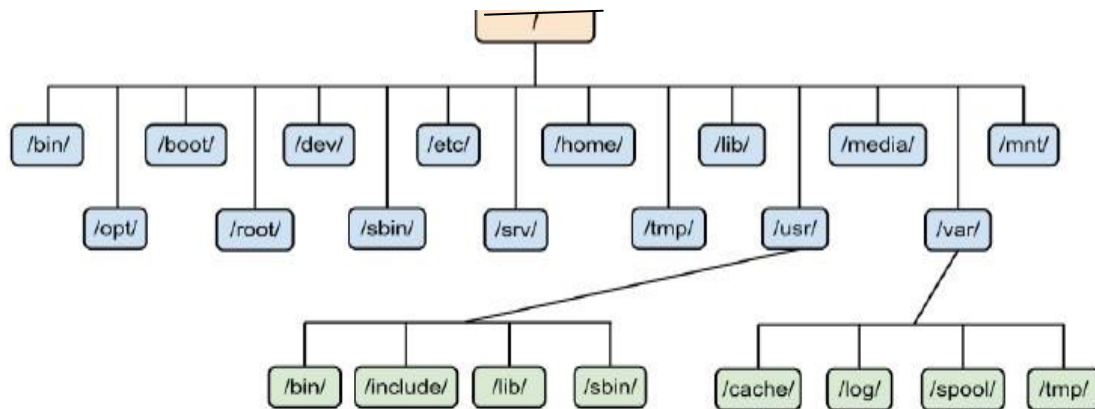 /
/bin/ /boot/ /dev/ /etc/ /home/ /lib/ /media/ /mnt/
/opt/ /root/ /sbin/ /srv/ /tmp/ /usr/ /var/
/bin/ /include/ /lib/ /sbin/ /cache/ /log/ /spool/ /tmp/